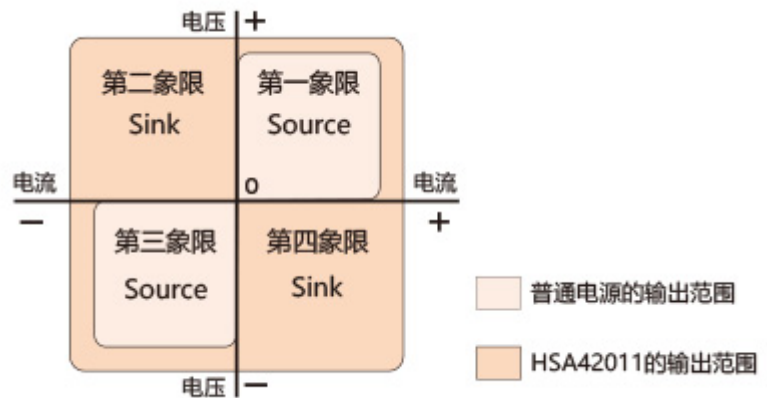 电压 +
第二象限 第一象限
Sink Source
电流 0 电流
− +
第三象限 第四象限
Source Sink
普通电源的输出范围
HSA42011的输出范围
电压 −